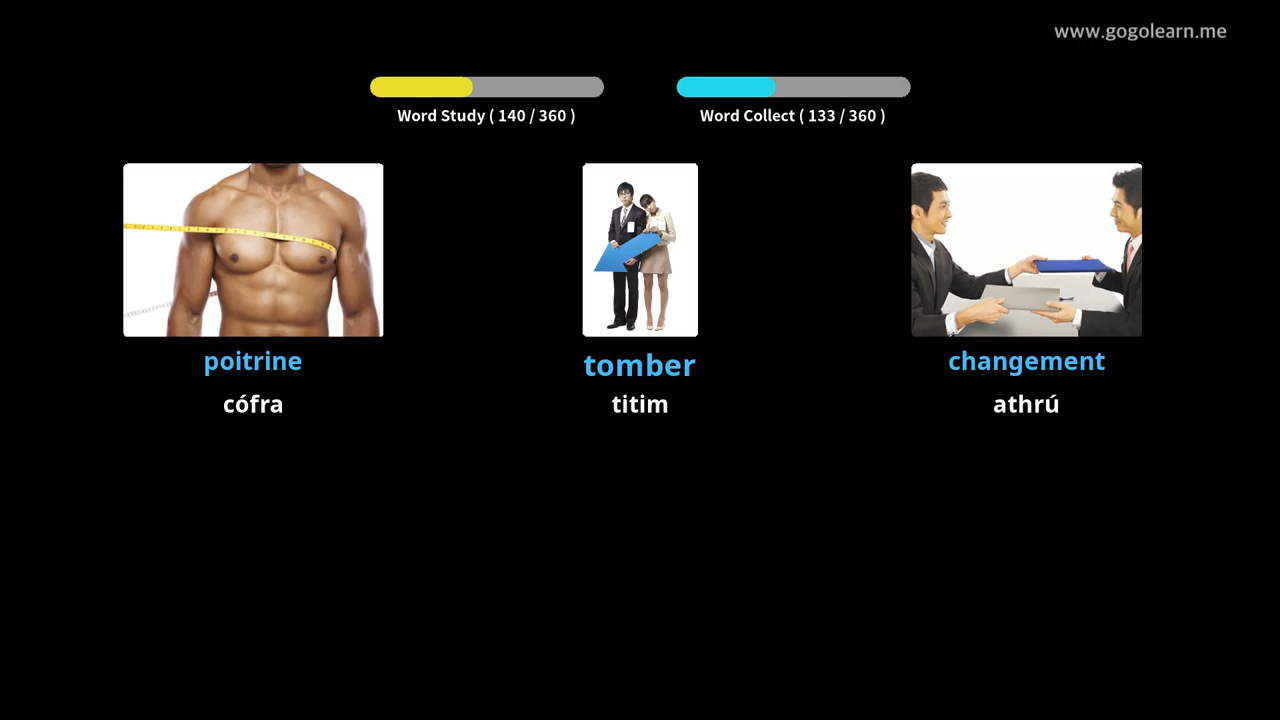 www.gogolearn.me
Word Study ( 140 / 360 )
Word Collect ( 133 / 360 )
poitrine
tomber
changement
cófra
titim
athrú